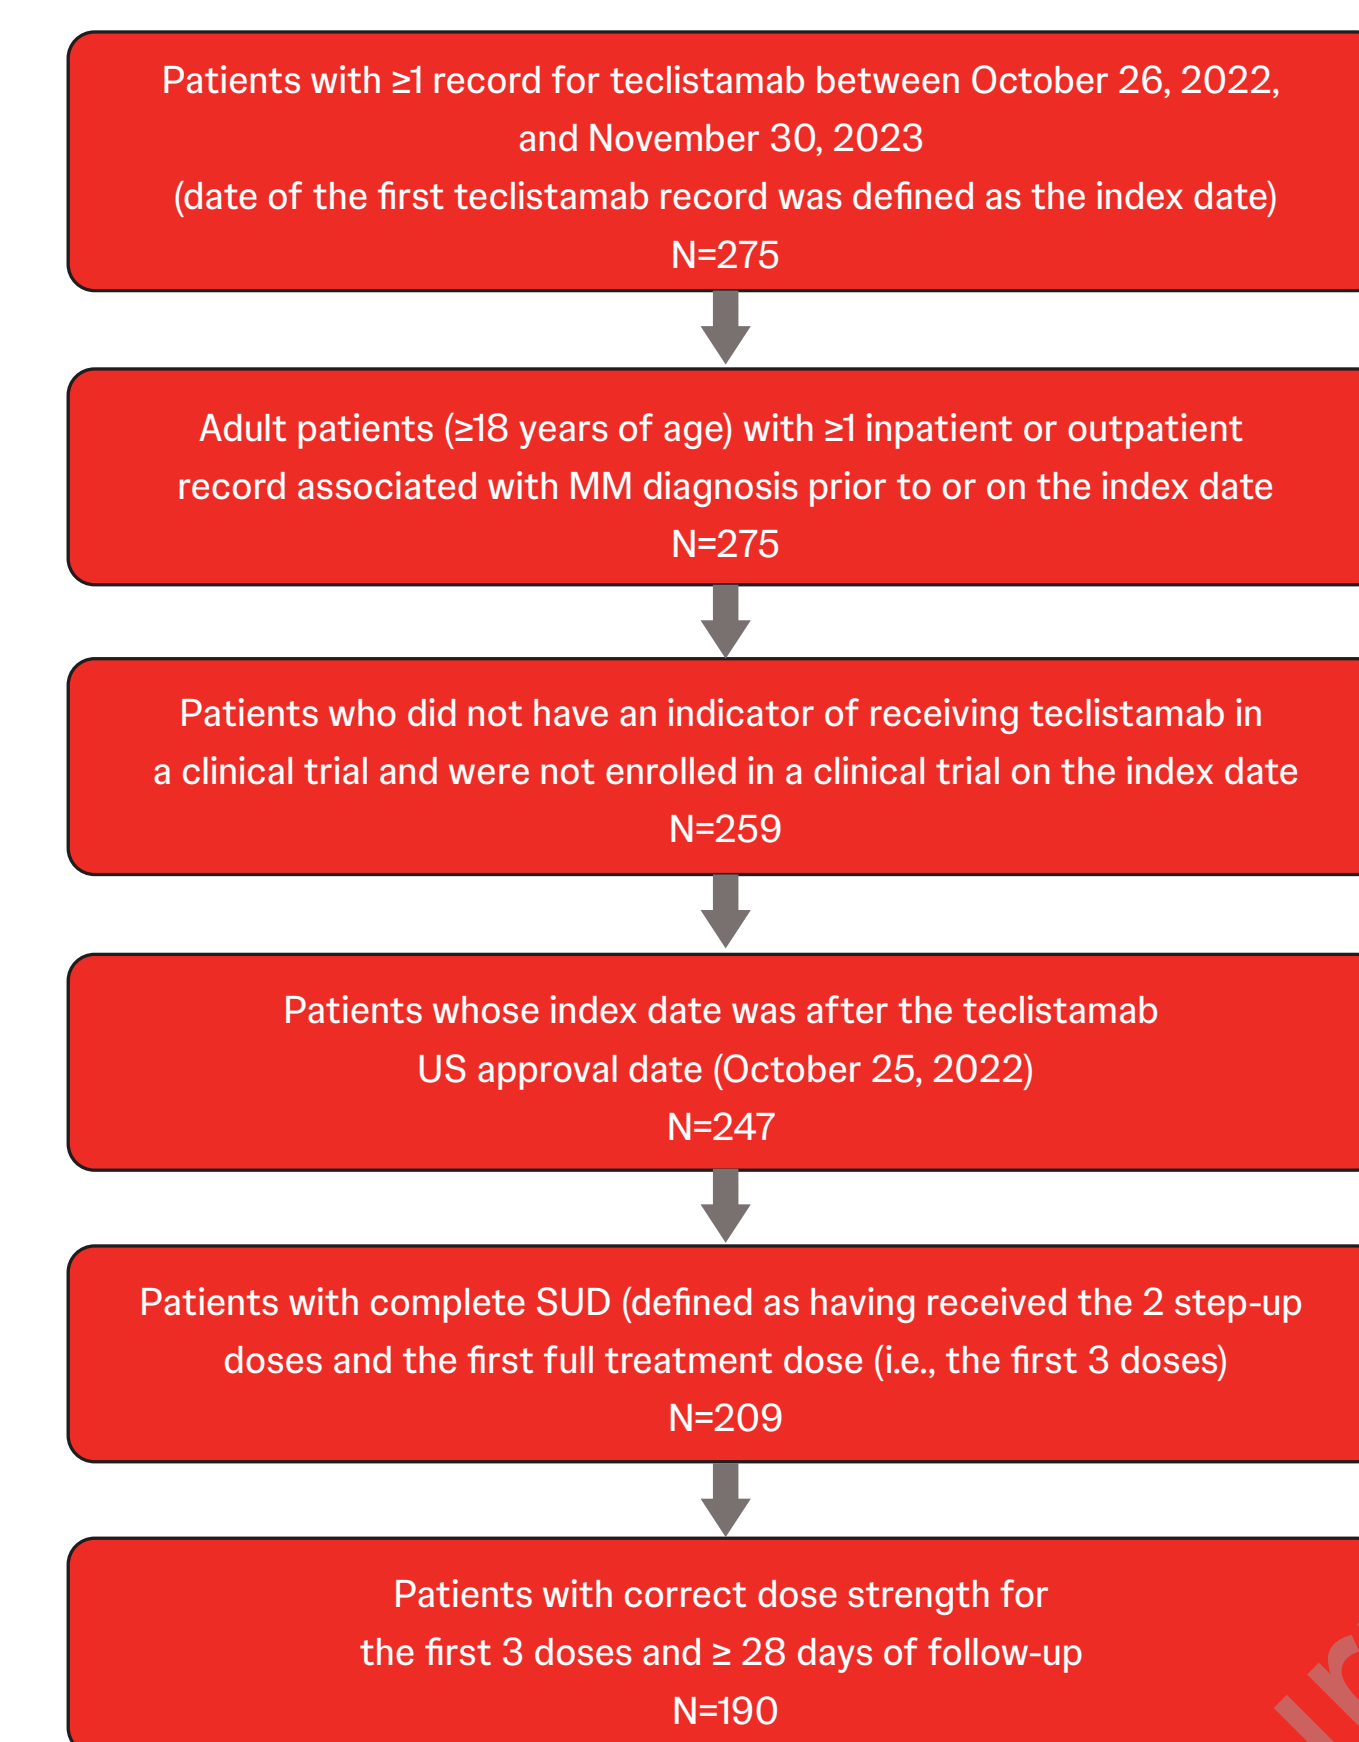 Patients with ≥1 record for teclistamab between October 26, 2022,
and November 30, 2023
(date of the first teclistamab record was defined as the index date)
N=275
Adult patients (≥18 years of age) with ≥1 inpatient or outpatient
record associated with MM diagnosis prior to or on the index date
N=275
Patients who did not have an indicator of receiving teclistamab in
a clinical trial and were not enrolled in a clinical trial on the index date
N=259
Patients whose index date was after the teclistamab
US approval date (October 25, 2022)
N=247
Patients with complete SUD (defined as having received the 2 step-up
doses and the first full treatment dose (i.e., the first 3 doses)
N=209
Patients with correct dose strength for
the first 3 doses and ≥ 28 days of follow-up
N=190